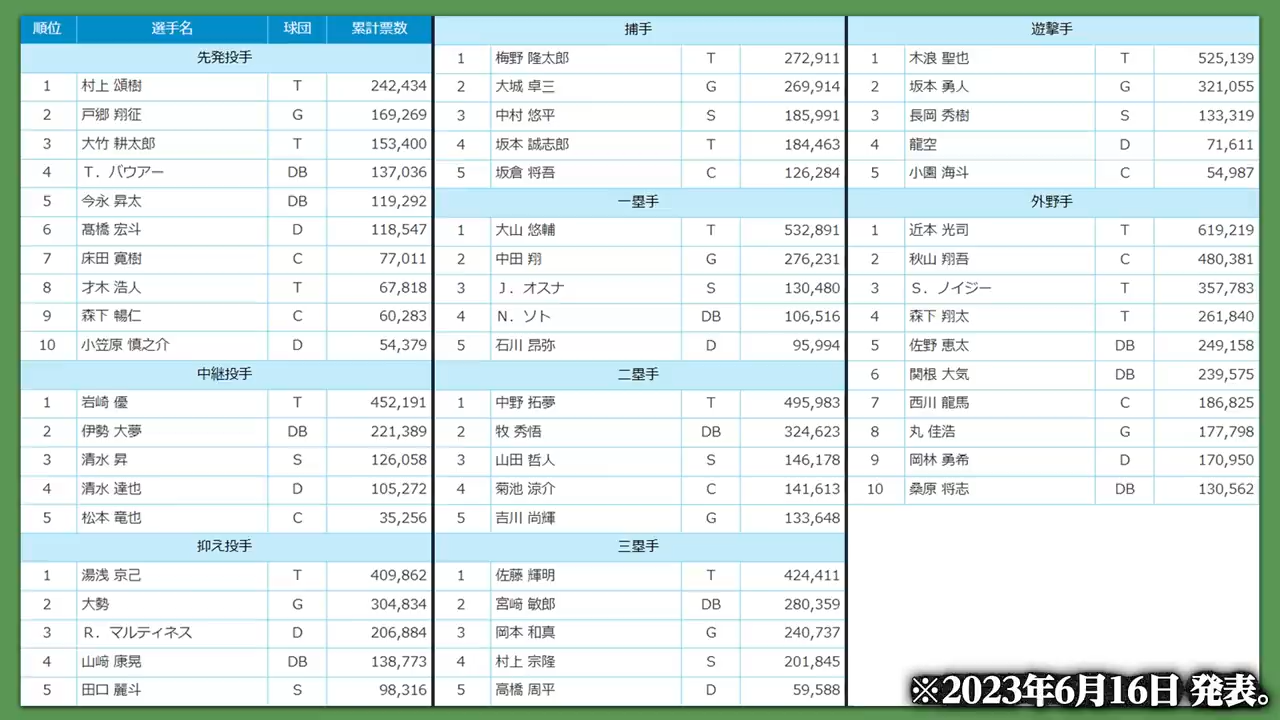 順位 選手名 球団 累計票数
先発投手
1 村上 頌樹 T 242,434
2 戸郷 翔征 G 169,269
3 大竹 耕太郎 T 153,400
4 Ｔ．バウアー DB 137,036
5 今永 昇太 DB 119,292
6 髙橋 宏斗 D 118,547
7 床田 寛樹 C 77,011
8 才木 浩人 T 67,818
9 森下 暢仁 C 60,283
10 小笠原 慎之介 D 54,379
中継投手
1 岩崎 優 T 452,191
2 伊勢 大夢 DB 221,389
3 清水 昇 S 126,058
4 清水 達也 D 105,272
5 松本 竜也 C 35,256
抑え投手
1 湯浅 京己 T 409,862
2 大勢 G 304,834
3 Ｒ．マルティネス D 206,884
4 山﨑 康晃 DB 138,773
5 田口 麗斗 S 98,316
捕手
1 梅野 隆太郎 T 272,911
2 大城 卓三 G 269,914
3 中村 悠平 S 185,991
4 坂本 誠志郎 T 184,463
5 坂倉 将吾 C 126,284
一塁手
1 大山 悠輔 T 532,891
2 中田 翔 G 276,231
3 Ｊ．オスナ S 130,480
4 Ｎ．ソト DB 106,516
5 石川 昂弥 D 95,994
二塁手
1 中野 拓夢 T 495,983
2 牧 秀悟 DB 324,623
3 山田 哲人 S 146,178
4 菊池 涼介 C 141,613
5 吉川 尚輝 G 133,648
三塁手
1 佐藤 輝明 T 424,411
2 宮﨑 敏郎 DB 280,359
3 岡本 和真 G 240,737
4 村上 宗隆 S 201,845
5 高橋 周平 D 59,588
遊撃手
1 木浪 聖也 T 525,139
2 坂本 勇人 G 321,055
3 長岡 秀樹 S 133,319
4 龍空 D 71,611
5 小園 海斗 C 54,987
外野手
1 近本 光司 T 619,219
2 秋山 翔吾 C 480,381
3 Ｓ．ノイジー T 357,783
4 森下 翔太 T 261,840
5 佐野 恵太 DB 249,158
6 関根 大気 DB 239,575
7 西川 龍馬 C 186,825
8 丸 佳浩 G 177,798
9 岡林 勇希 D 170,950
10 桑原 将志 DB 130,562
※2023年6月16日 発表。